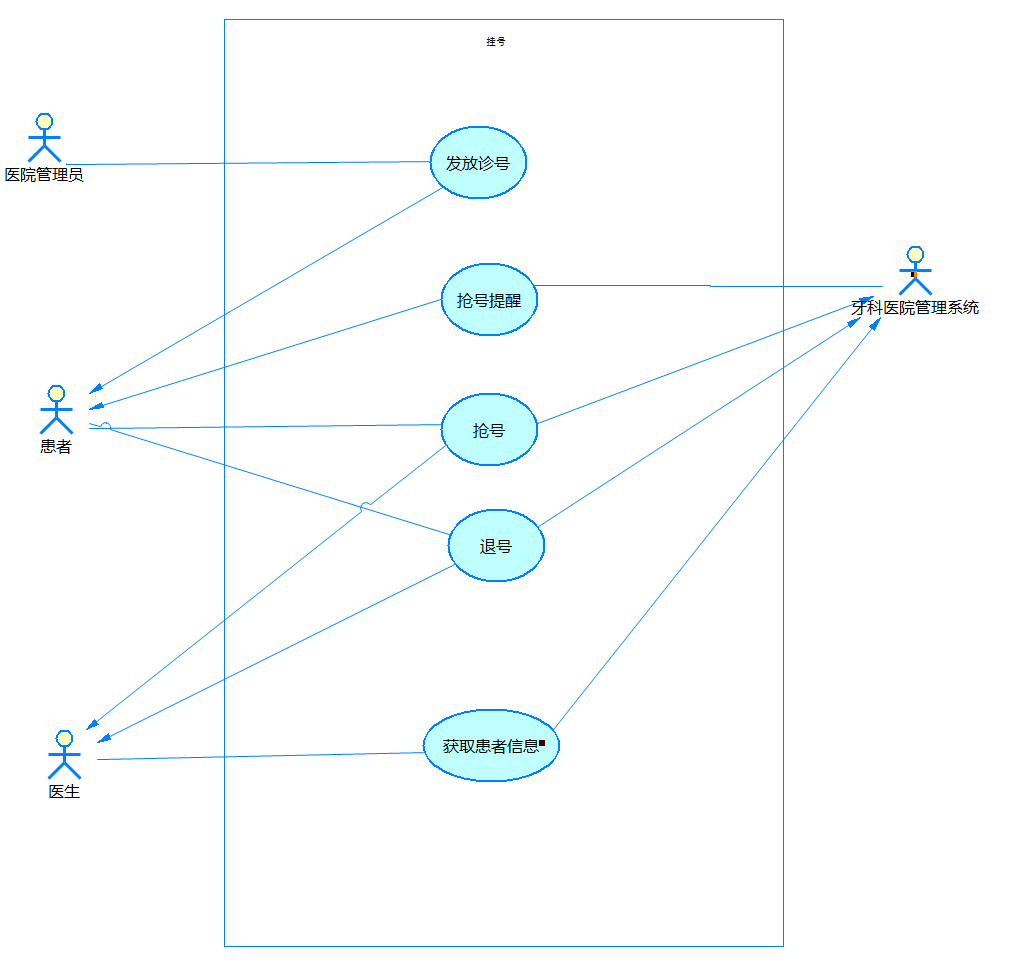 挂号
医院管理员
发放诊号
抢号提醒
牙科医院管理系统
患者
抢号
退号
获取患者信息
医生